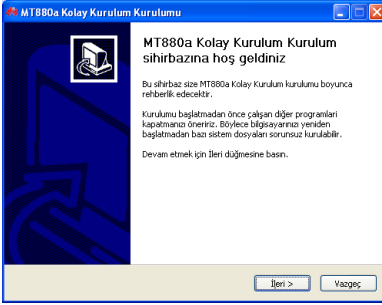 MT880a Kolay Kurulum Kurulumu
MT880a Kolay Kurulum Kurulum
sihirbazına hoş geldiniz
Bu sihirbaz size MT880a Kolay Kurulum kurulumu boyunca
rehberlik edecektir.
Kurulumu başlatmadan önce çalışan diğer programlari
kapatmanızı öneririz. Böylece bilgisayarınızı yeniden
başlatmadan bazı sistem dosyaları sorunsuz kurulabilir.
Devam etmek için İleri düğmesine basın.
İleri >
Vazgeç